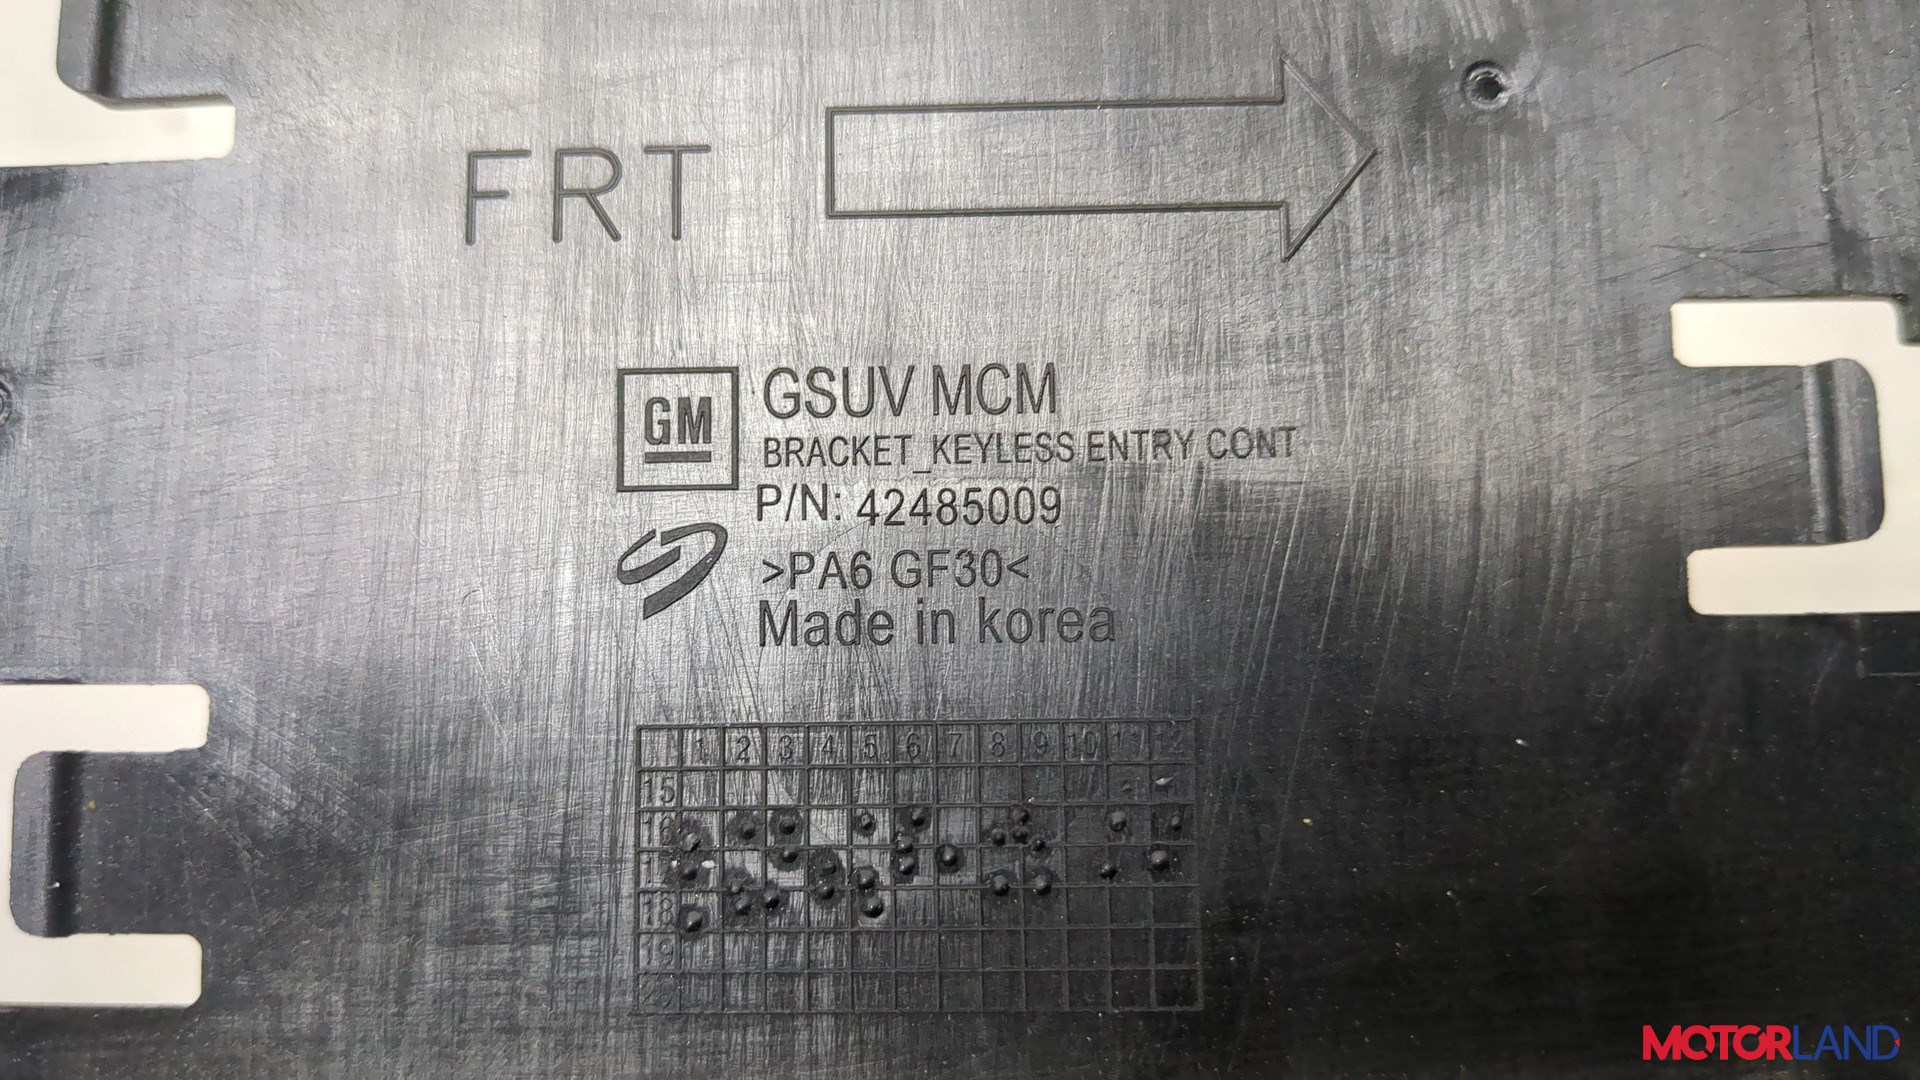 FRT
GM
GSUV MCM
BRACKET_KEYLESS ENTRY CONT
P/N: 42485009
>PA6 GF30<
Made in korea
1 2 3 4 5 6 7 8 9 10 11 12
15
16
18
19
MOTORLAND